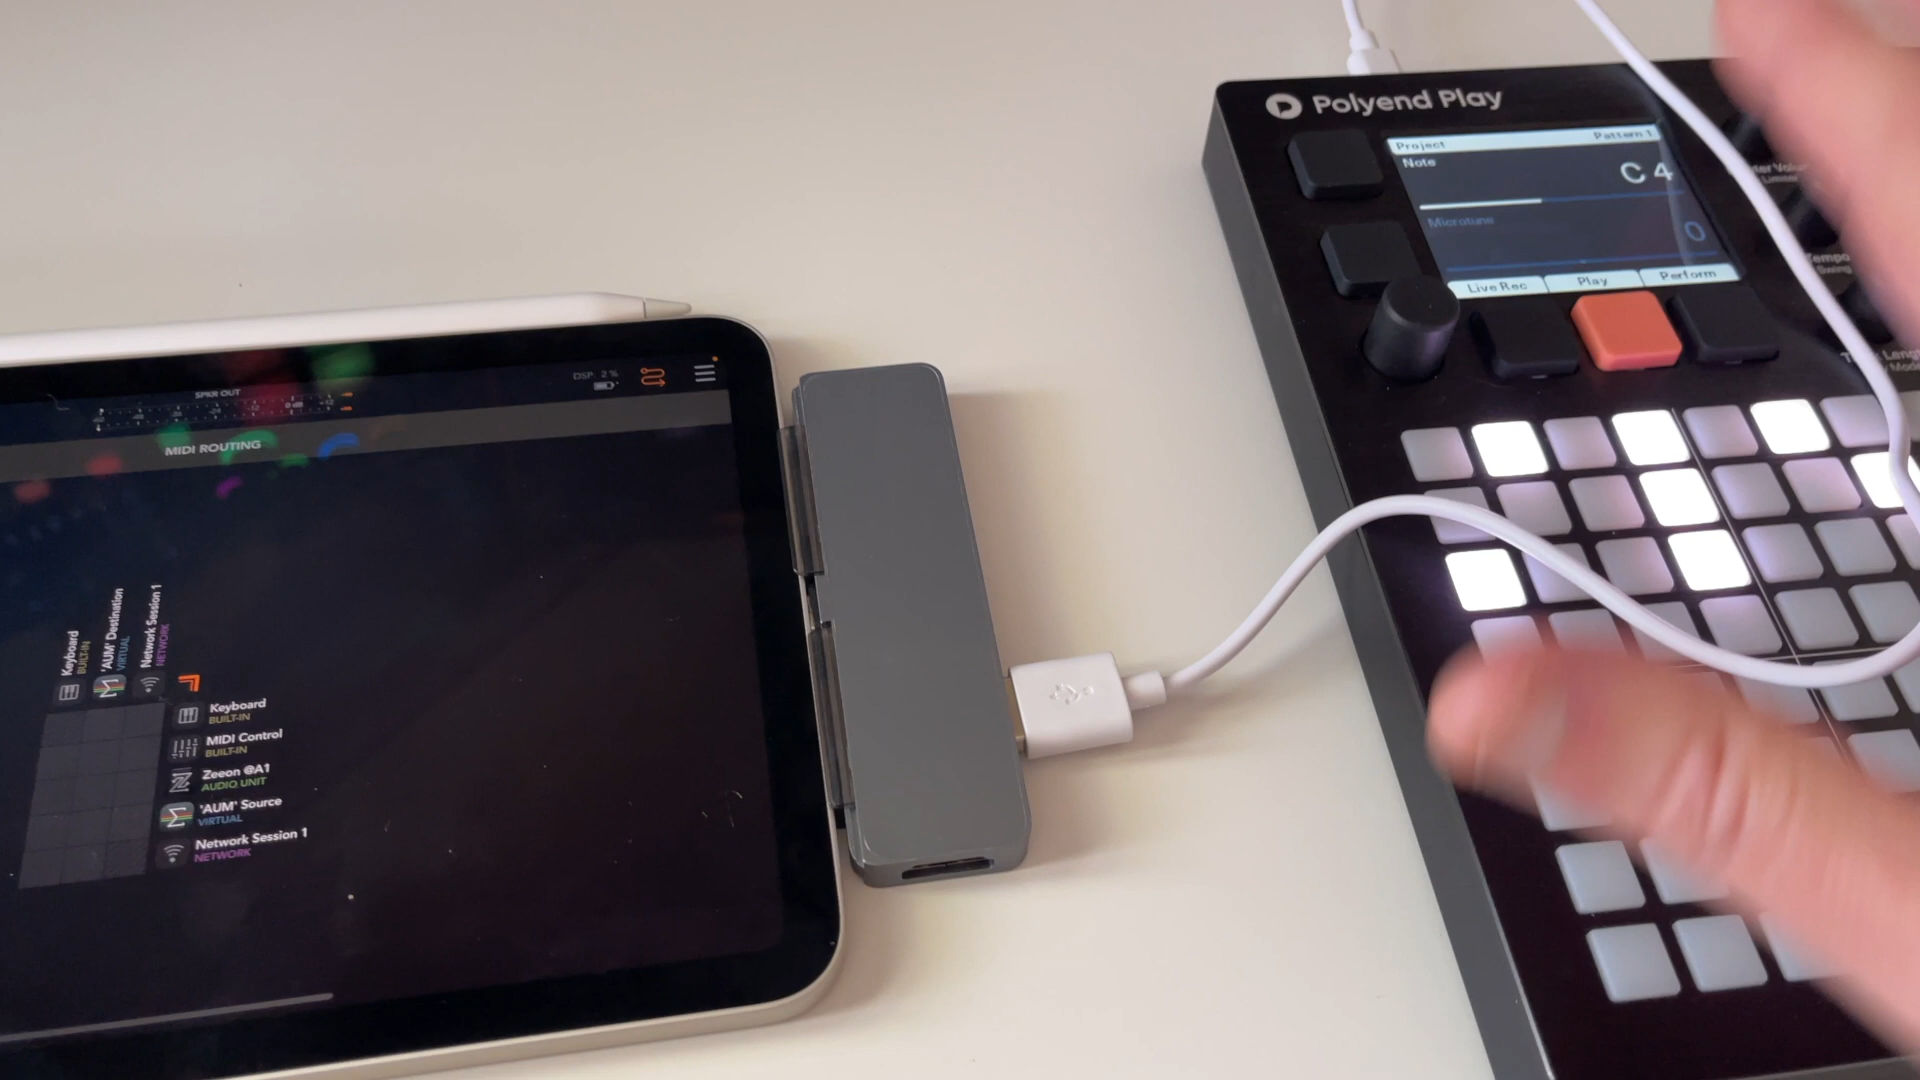 DSP: 2 %
SPKR OUT
MIDI ROUTING
Keyboard
BUILT-IN
'AUM' Destination
VIRTUAL
Network Session 1
NETWORK
Keyboard
BUILT-IN
MIDI Control
BUILT-IN
Zeeon @A1
AUDIO UNIT
'AUM' Source
VIRTUAL
Network Session 1
NETWORK
Polyend Play
Project Pattern 1
Note
C 4
Microtune
0
Live Rec Play Perform
Tempo
Swing